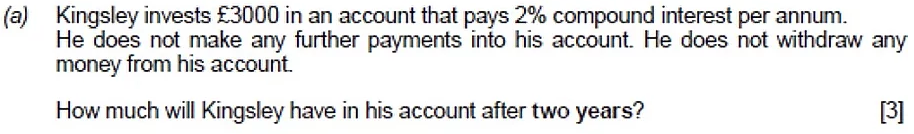 (a) Kingsley invests £3000 in an account that pays 2% compound interest per annum.
He does not make any further payments into his account. He does not withdraw any
money from his account.
How much will Kingsley have in his account after two years? [3]